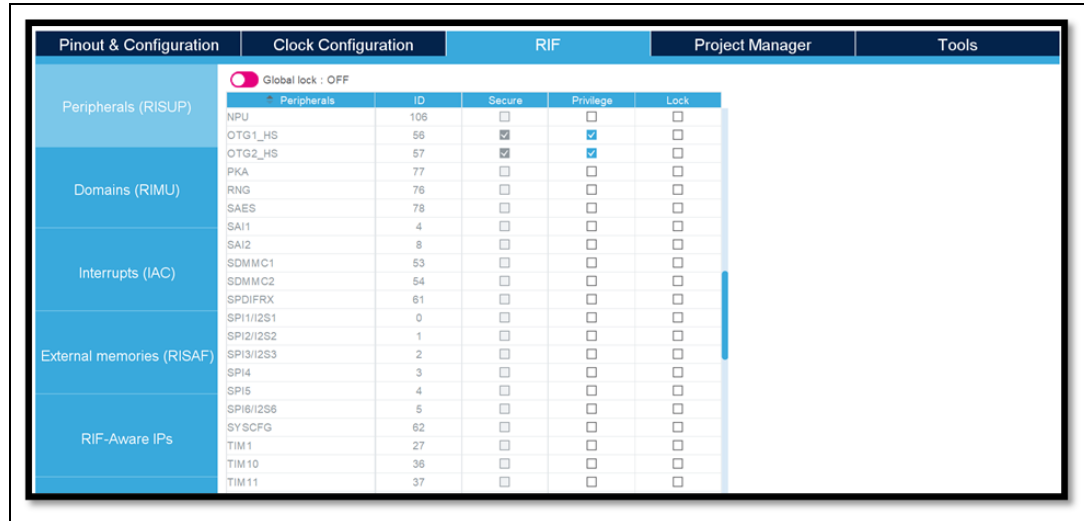 Pinout & Configuration Clock Configuration RIF Project Manager Tools
Global lock : OFF
Peripherals (RISUP)
Domains (RIMU)
Interrupts (IAC)
External memories (RISAF)
RIF-Aware IPs
Peripherals ID Secure Privilege Lock
NPU 106
OTG1_HS 56
OTG2_HS 57
PKA 77
RNG 76
SAES 78
SAI1 4
SAI2 8
SDMMC1 53
SDMMC2 54
SPDIFRX 61
SPI1/I2S1 0
SPI2/I2S2 1
SPI3/I2S3 2
SPI4 3
SPI5 4
SPI6/I2S6 5
SYSCFG 62
TIM1 27
TIM10 36
TIM11 37